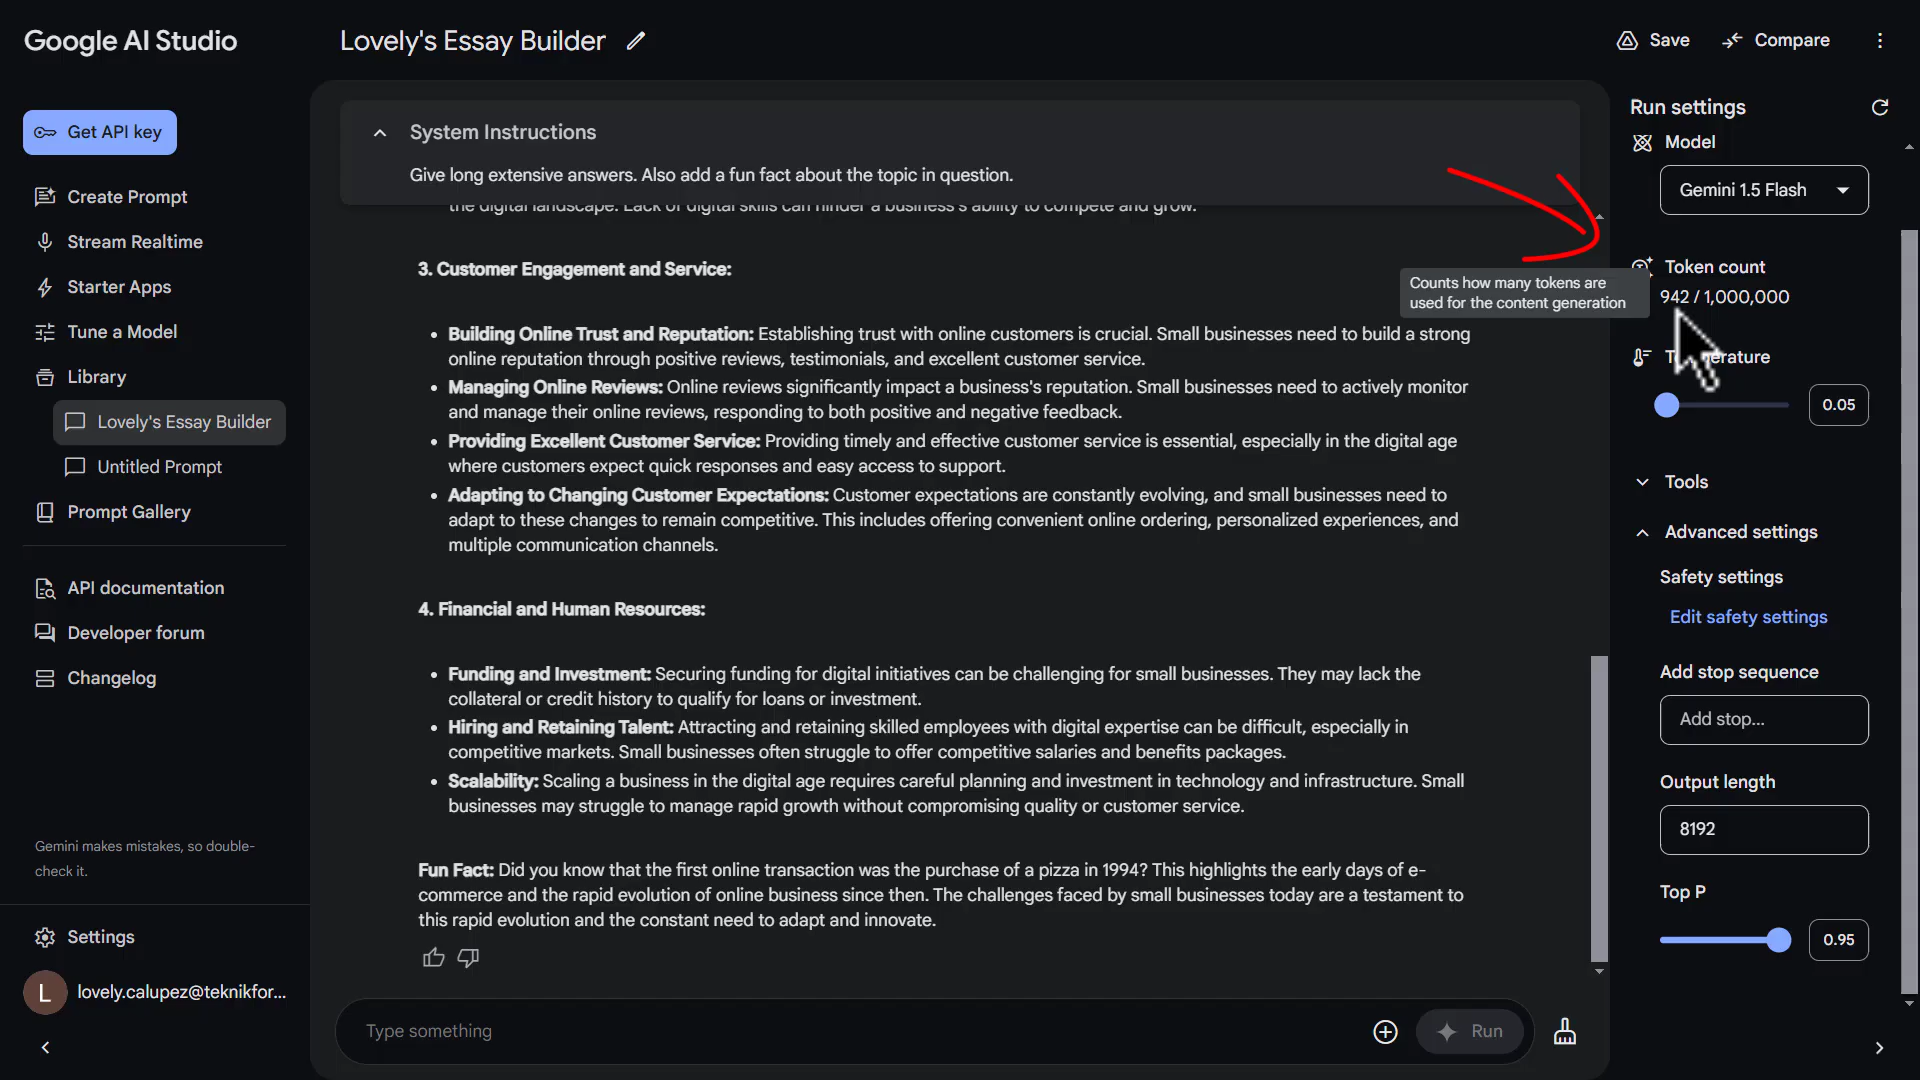 Google AI Studio
Lovely's Essay Builder
Save
Compare
Get API key
Create Prompt
Stream Realtime
Starter Apps
Tune a Model
Library
Lovely's Essay Builder
Untitled Prompt
Prompt Gallery
API documentation
Developer forum
Changelog
Gemini makes mistakes, so double-
check it.
Settings
L
lovely.calupez@teknikfor...
System Instructions
Give long extensive answers. Also add a fun fact about the topic in question.
the digital landscape. Lack of digital skills can hinder a business's ability to compete and grow.
3. Customer Engagement and Service:
• Building Online Trust and Reputation: Establishing trust with online customers is crucial. Small businesses need to build a strong
online reputation through positive reviews, testimonials, and excellent customer service.
• Managing Online Reviews: Online reviews significantly impact a business's reputation. Small businesses need to actively monitor
and manage their online reviews, responding to both positive and negative feedback.
• Providing Excellent Customer Service: Providing timely and effective customer service is essential, especially in the digital age
where customers expect quick responses and easy access to support.
• Adapting to Changing Customer Expectations: Customer expectations are constantly evolving, and small businesses need to
adapt to these changes to remain competitive. This includes offering convenient online ordering, personalized experiences, and
multiple communication channels.
4. Financial and Human Resources:
• Funding and Investment: Securing funding for digital initiatives can be challenging for small businesses. They may lack the
collateral or credit history to qualify for loans or investment.
• Hiring and Retaining Talent: Attracting and retaining skilled employees with digital expertise can be difficult, especially in
competitive markets. Small businesses often struggle to offer competitive salaries and benefits packages.
• Scalability: Scaling a business in the digital age requires careful planning and investment in technology and infrastructure. Small
businesses may struggle to manage rapid growth without compromising quality or customer service.
Fun Fact: Did you know that the first online transaction was the purchase of a pizza in 1994? This highlights the early days of e-
commerce and the rapid evolution of online business since then. The challenges faced by small businesses today are a testament to
this rapid evolution and the constant need to adapt and innovate.
Type something
Run
Run settings
Model
Gemini 1.5 Flash
Counts how many tokens are
used for the content generation
Token count
942 / 1,000,000
Temperature
0.05
Tools
Advanced settings
Safety settings
Edit safety settings
Add stop sequence
Add stop...
Output length
8192
Top P
0.95